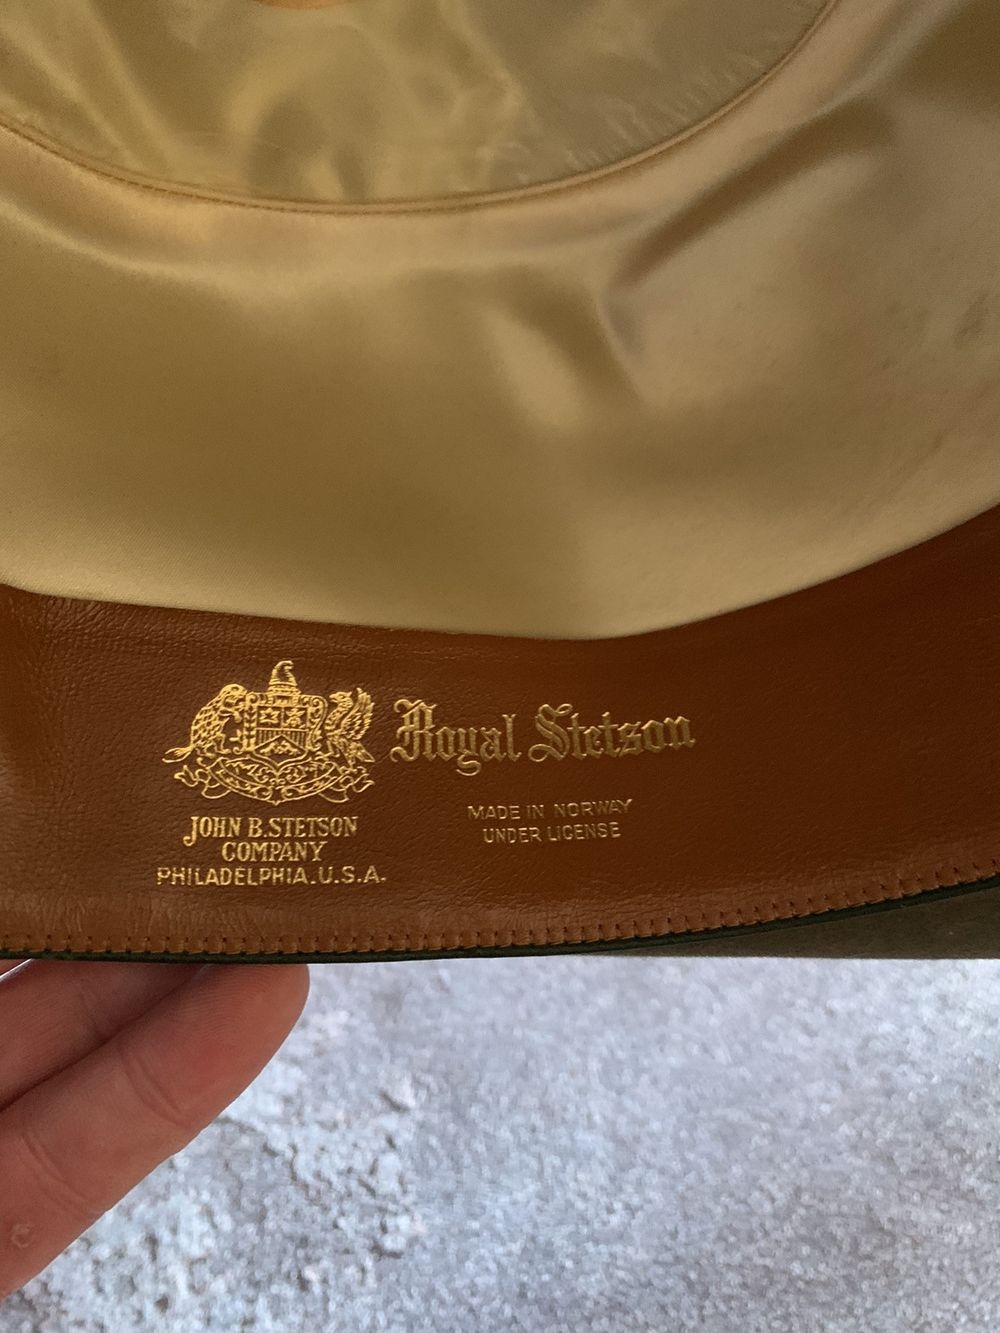 Royal Stetson
MADE IN NORWAY
UNDER LICENSE
JOHN B.STETSON
COMPANY
PHILADELPHIA.U.S.A.